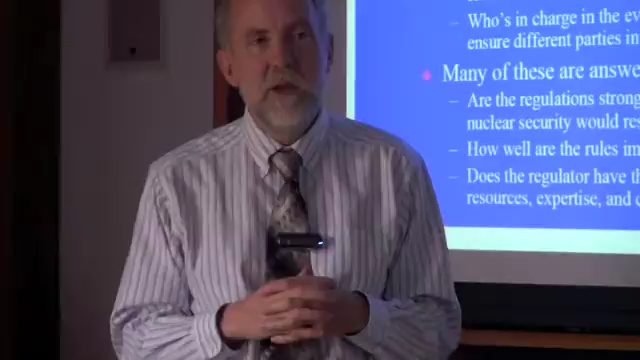 – Who's in charge in the ev
ensure different parties in
Many of these are answe
– Are the regulations strong
nuclear security would res
– How well are the rules im
– Does the regulator have th
resources, expertise, and